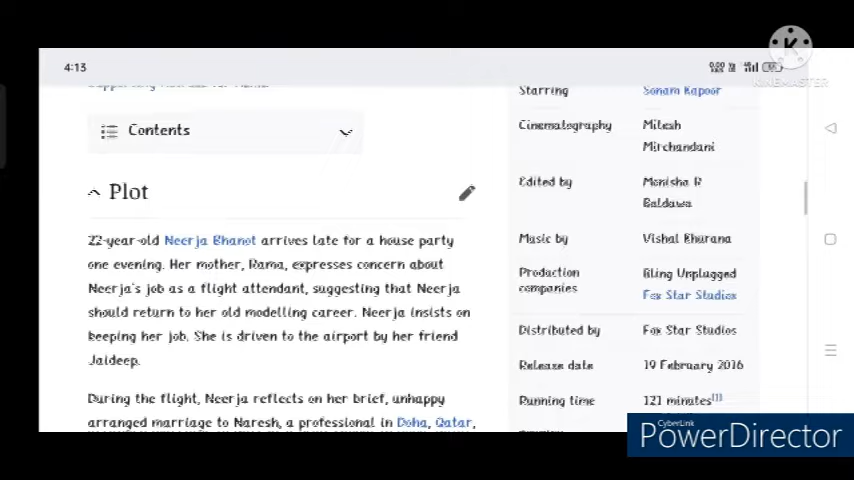 4:13
KINEMASTER
Contents
Plot
22-year-old Neerja Bhanot arrives late for a house party
one evening. Her mother, Rama, expresses concern about
Neerja's job as a flight attendant, suggesting that Neerja
should return to her old modelling career. Neerja insists on
keeping her job. She is driven to the airport by her friend
Jaideep.
During the flight, Neerja reflects on her brief, unhappy
arranged marriage to Naresh, a professional in Doha, Qatar,
Starring Sonam Kapoor
Cinematography Mitesh
Mirchandani
Edited by Monisha R
Baldawa
Music by Vishal Khurana
Production Bling Unplugged
companies Fox Star Studios
Distributed by Fox Star Studios
Release date 19 February 2016
Running time 121 minutes[1]
CyberLink
PowerDirector